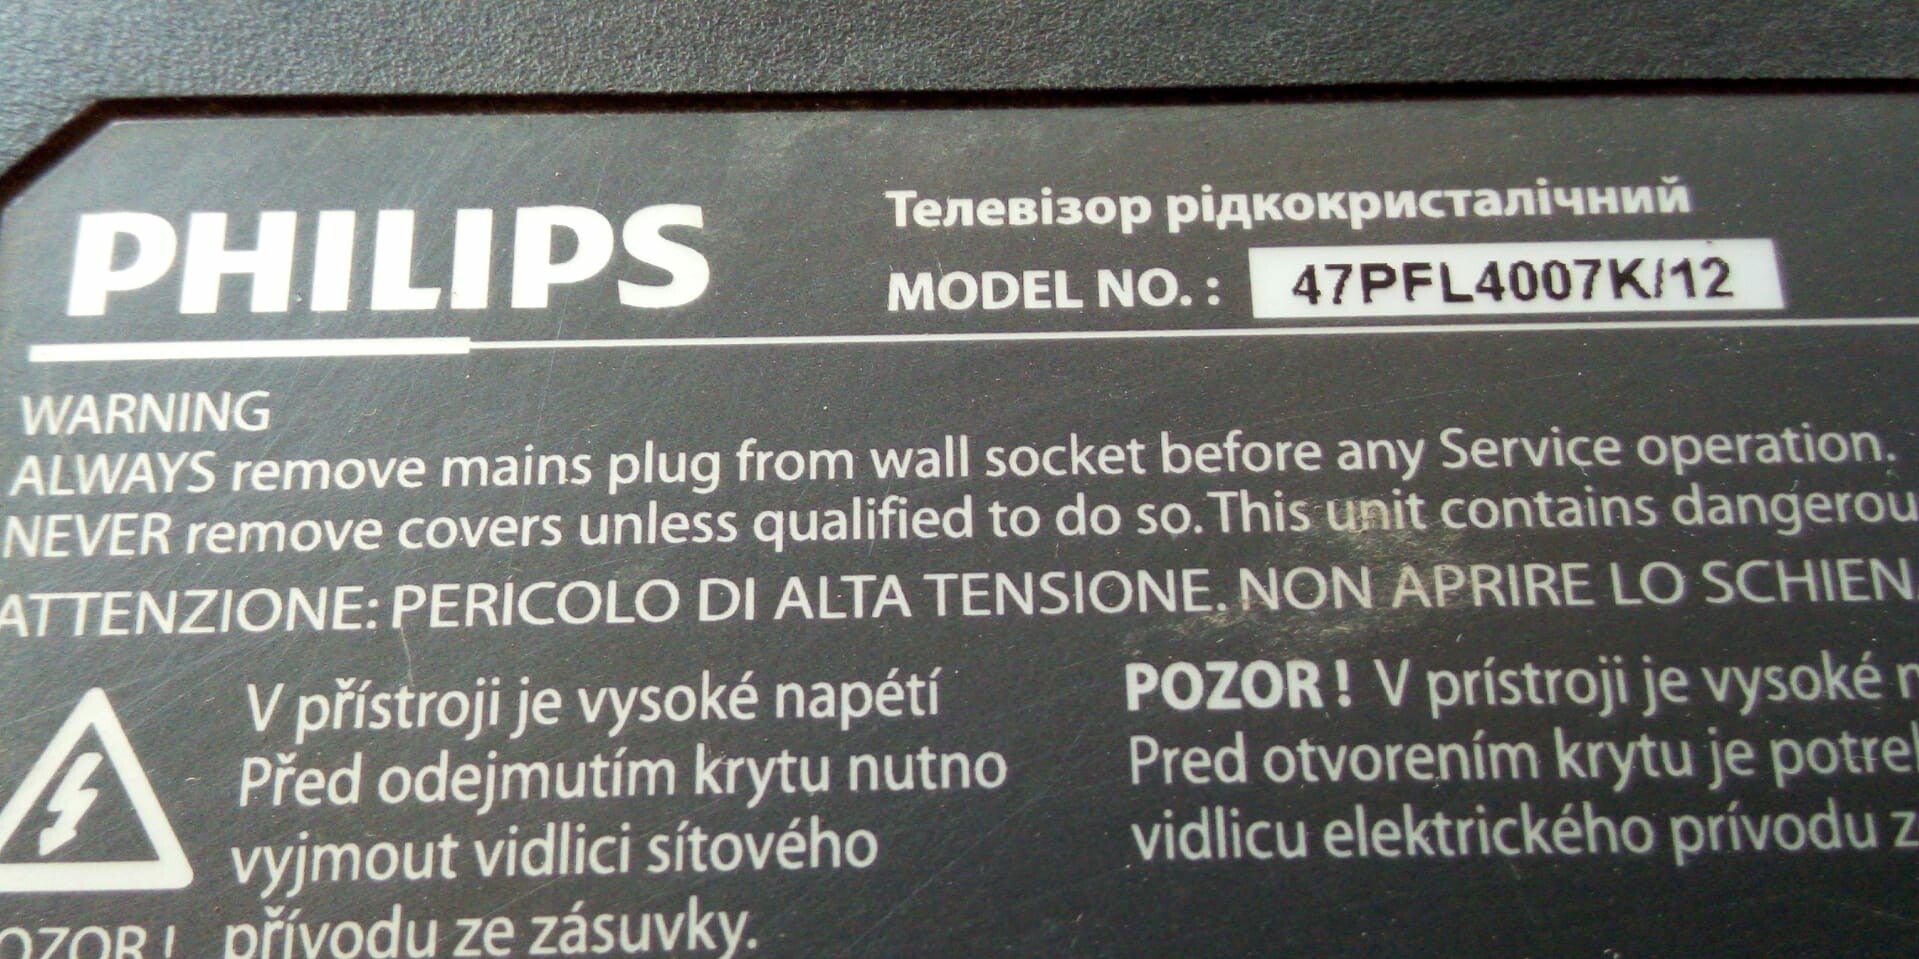 PHILIPS
Телевізор рідкокристалічний
MODEL NO. : 47PFL4007K/12
WARNING
ALWAYS remove mains plug from wall socket before any Service operation.
NEVER remove covers unless qualified to do so. This unit contains dangerou
ATTENZIONE: PERICOLO DI ALTA TENSIONE. NON APRIRE LO SCHIEN
V přístroji je vysoké napétí
Před odejmutím krytu nutno
vyjmout vidlici sítového
přívodu ze zásuvky.
POZOR ! V prístroji je vysoké n
Pred otvorením krytu je potre
vidlicu elektrického prívodu z
OZOR !